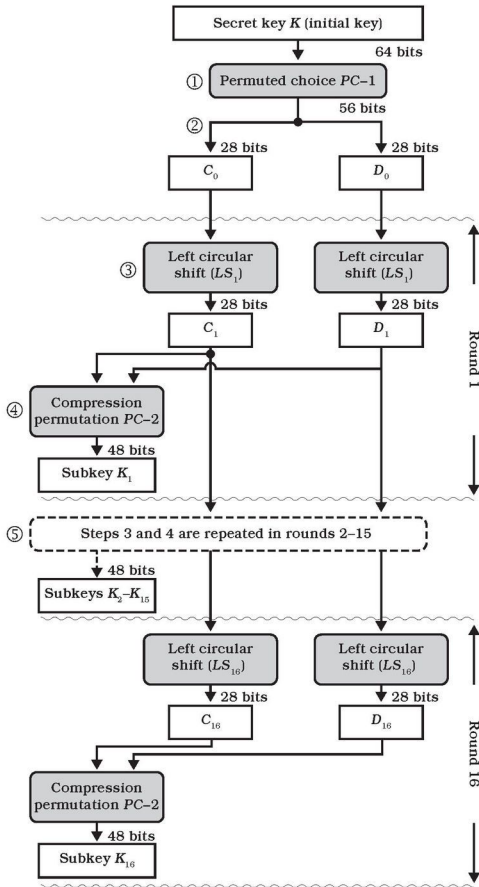 Secret key K (initial key)
64 bits
① Permuted choice PC–1
56 bits
②
28 bits 28 bits
C₀ D₀
Left circular Left circular
③ shift (LS₁) shift (LS₁)
28 bits 28 bits
C₁ D₁
Round 1
④ Compression
permutation PC–2
48 bits
Subkey K₁
⑤ Steps 3 and 4 are repeated in rounds 2–15
48 bits
Subkeys K₂–K₁₅
Left circular Left circular
shift (LS₁₆) shift (LS₁₆)
28 bits 28 bits
C₁₆ D₁₆
Round 16
Compression
permutation PC–2
48 bits
Subkey K₁₆